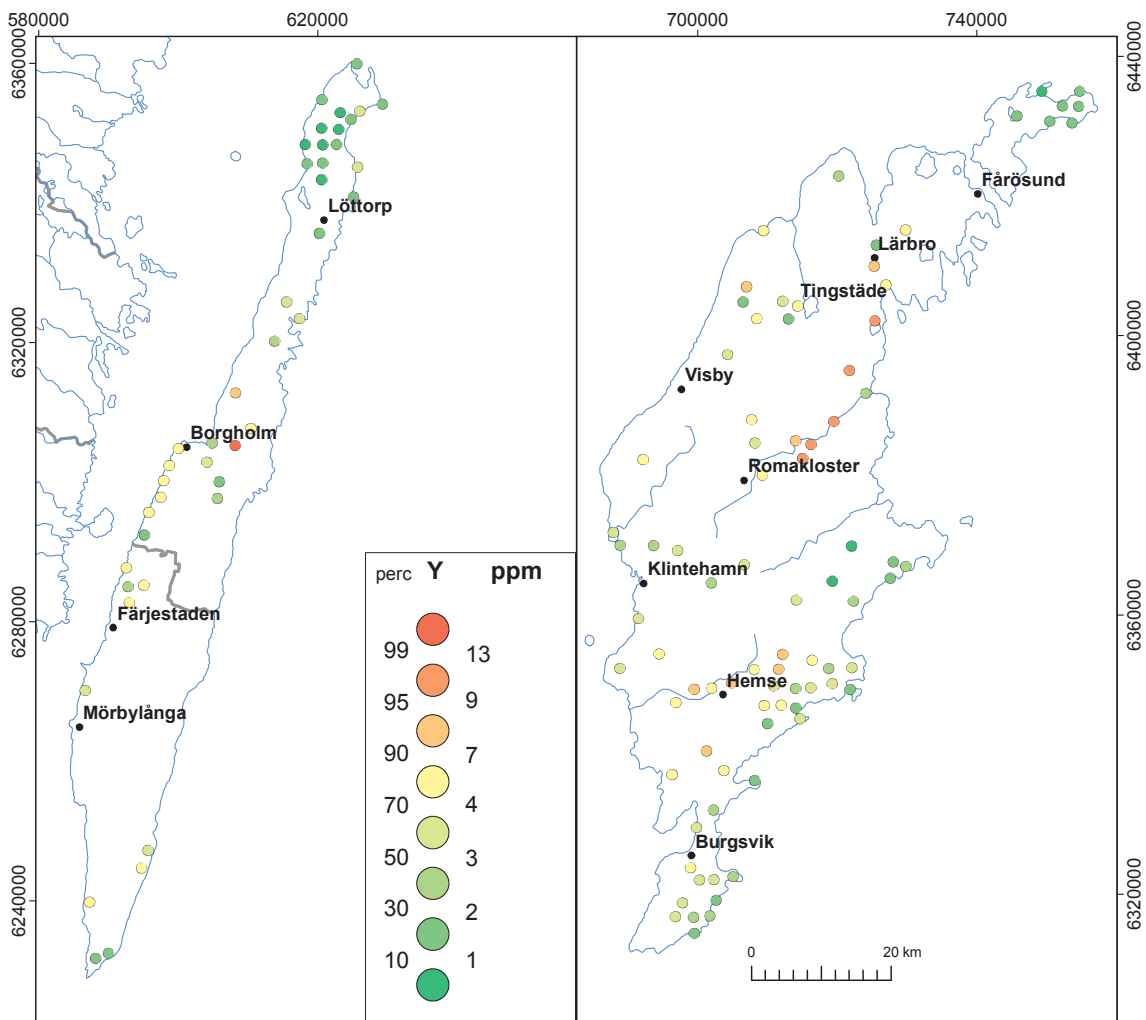 580000 620000 700000 740000
6360000
6320000
6280000
6240000
6440000
6400000
6360000
6320000
Löttorp
Borgholm
Färjestaden
Mörbylånga
Fårösund
Lärbro
Tingstäde
Visby
Romakloster
Klintehamn
Hemse
Burgsvik
perc Y ppm
99 13
95 9
90 7
70 4
50 3
30 2
10 1
0 20 km